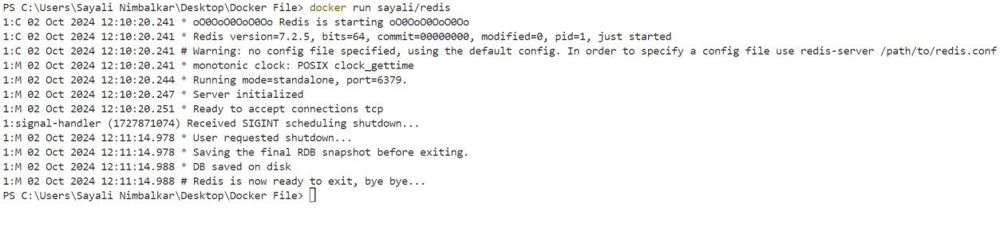 PS C:\Users\Sayali Nimbalkar\Desktop\Docker File> docker run sayali/redis
1:C 02 Oct 2024 12:10:20.241 * oO0OoO0OoO0Oo Redis is starting oO0OoO0OoO0Oo
1:C 02 Oct 2024 12:10:20.241 * Redis version=7.2.5, bits=64, commit=00000000, modified=0, pid=1, just started
1:C 02 Oct 2024 12:10:20.241 # Warning: no config file specified, using the default config. In order to specify a config file use redis-server /path/to/redis.conf
1:M 02 Oct 2024 12:10:20.241 * monotonic clock: POSIX clock_gettime
1:M 02 Oct 2024 12:10:20.244 * Running mode=standalone, port=6379.
1:M 02 Oct 2024 12:10:20.247 * Server initialized
1:M 02 Oct 2024 12:10:20.251 * Ready to accept connections tcp
1:signal-handler (1727871074) Received SIGINT scheduling shutdown...
1:M 02 Oct 2024 12:11:14.978 * User requested shutdown...
1:M 02 Oct 2024 12:11:14.978 * Saving the final RDB snapshot before exiting.
1:M 02 Oct 2024 12:11:14.988 * DB saved on disk
1:M 02 Oct 2024 12:11:14.988 # Redis is now ready to exit, bye bye...
PS C:\Users\Sayali Nimbalkar\Desktop\Docker File>